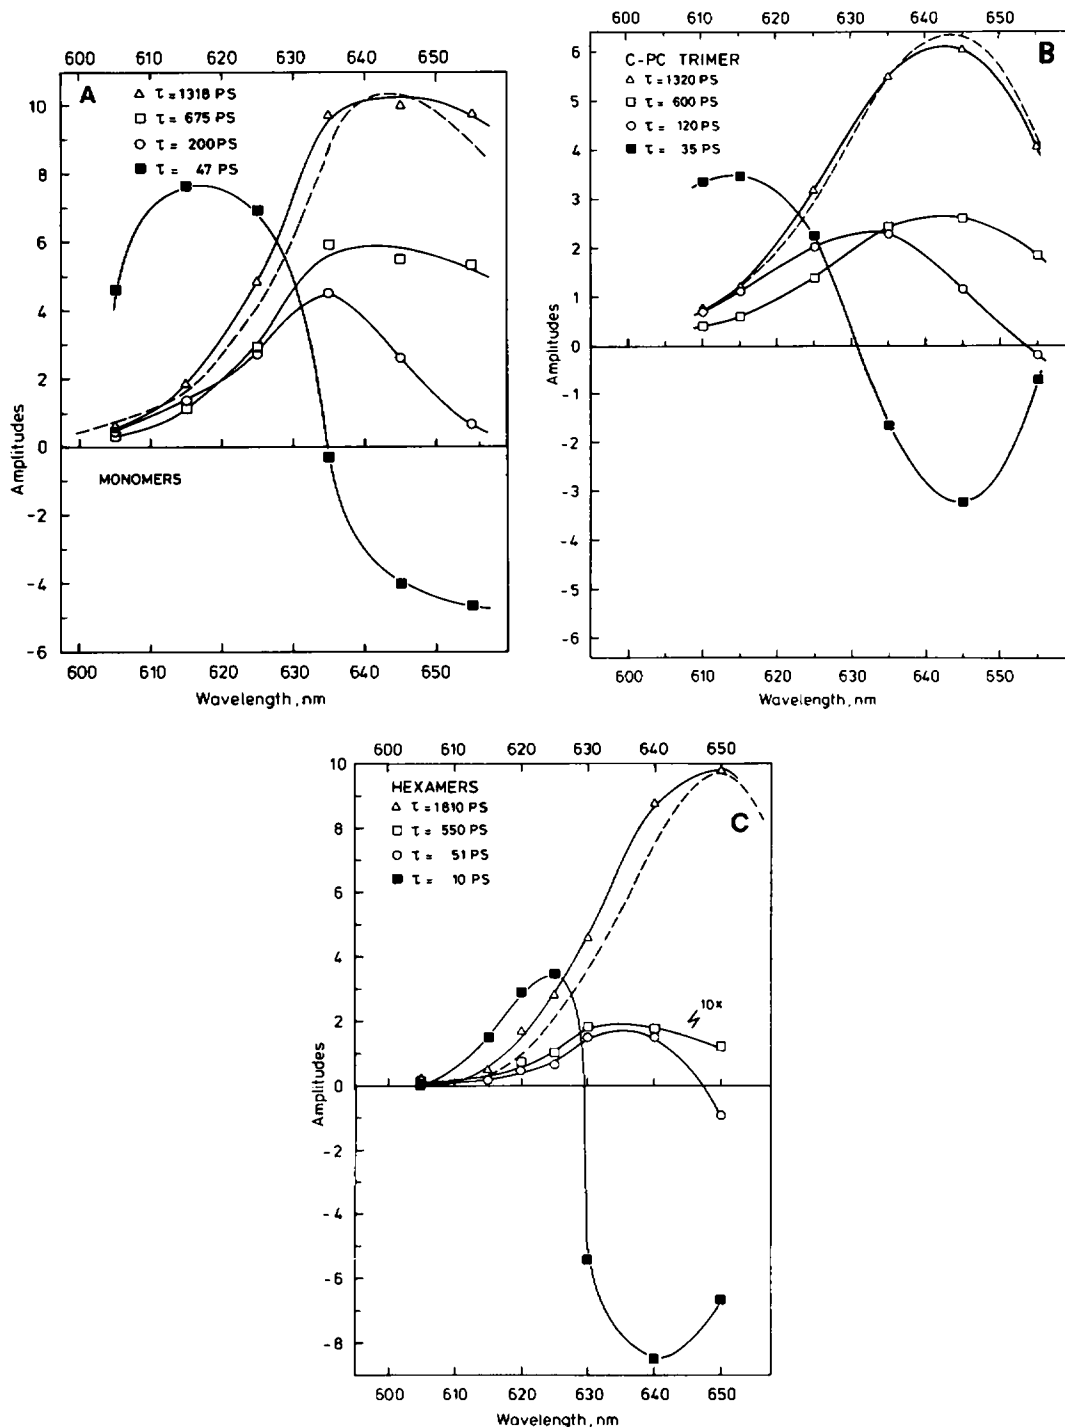 600 610 620 630 640 650
A
△ τ = 1318 PS
□ τ = 675 PS
○ τ = 200 PS
■ τ = 47 PS
10
8
6
4
2
0
-2
-4
-6
Amplitudes
MONOMERS
600 610 620 630 640 650
Wavelength, nm
600 610 620 630 640 650
B
C-PC TRIMER
△ τ = 1320 PS
□ τ = 600 PS
○ τ = 120 PS
■ τ = 35 PS
6
5
4
3
2
1
0
-1
-2
-3
-4
-5
-6
Amplitudes
600 610 620 630 640 650
Wavelength, nm
600 610 620 630 640 650
HEXAMERS
△ τ = 1810 PS
□ τ = 550 PS
○ τ = 51 PS
■ τ = 10 PS
C
10x
10
8
6
4
2
0
-2
-4
-6
-8
Amplitudes
600 610 620 630 640 650
Wavelength, nm